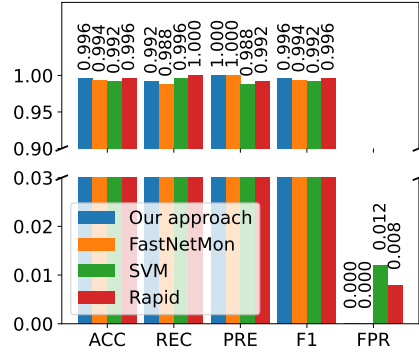 0.996 0.994 0.992 0.996 0.992 0.988 0.996 1.000 1.000 1.000 0.988 0.992 0.996 0.994 0.992 0.996
1.00
0.95
0.90
0.03
0.02
0.01
0.00
Our approach
FastNetMon
SVM
Rapid
0.000 0.000 0.012 0.008
ACC REC PRE F1 FPR